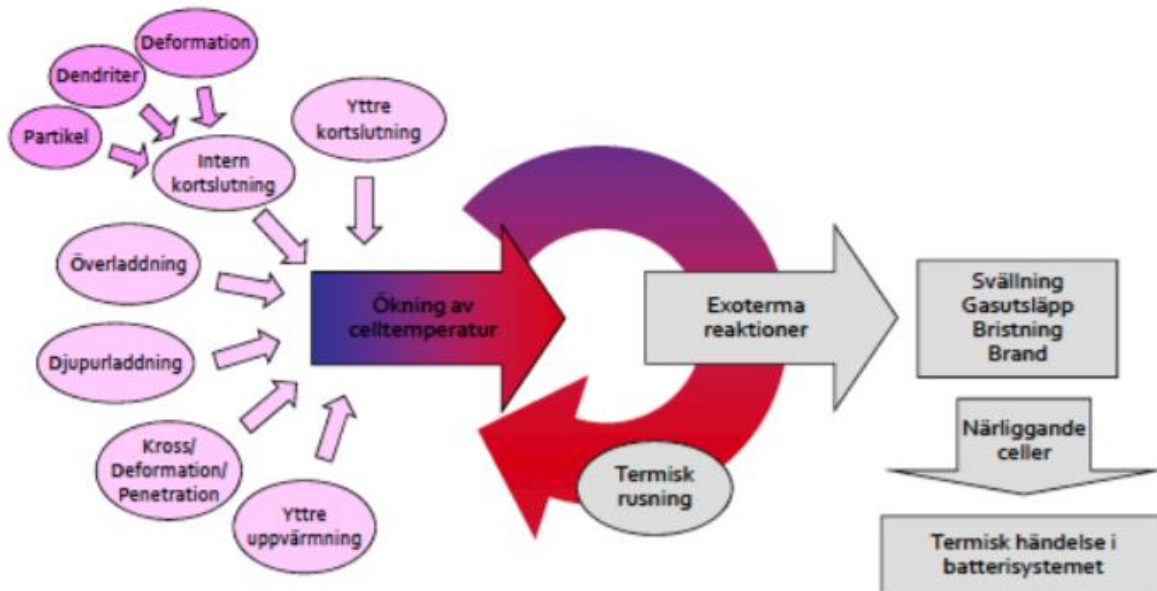 Deformation
Dendriter
Partikel
Yttre
kortslutning
Intern
kortslutning
Överladdning
Djupurladdning
Kross/
Deformation/
Penetration
Yttre
uppvärmning
Ökning av
celltemperatur
Exoterma
reaktioner
Termisk
rusning
Svällning
Gasutsläpp
Bristning
Brand
Närliggande
celler
Termisk händelse i
batterisystemet